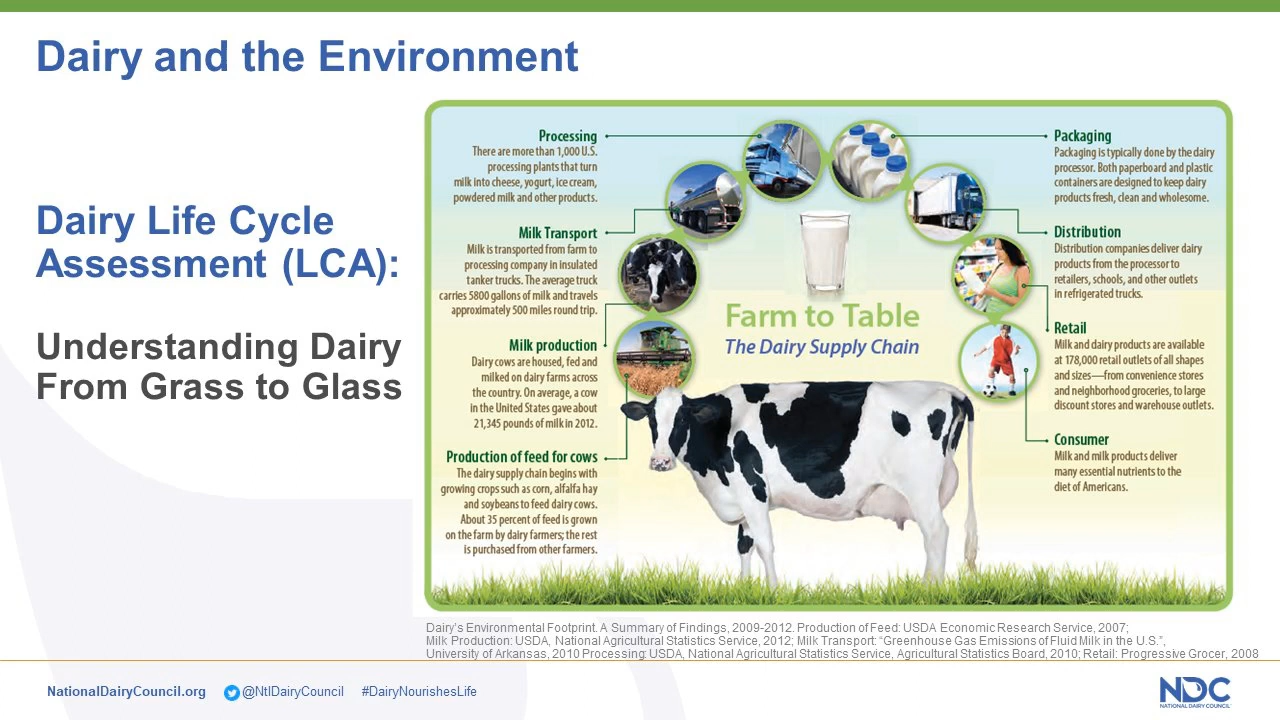 Dairy and the Environment
Dairy Life Cycle
Assessment (LCA):
Understanding Dairy
From Grass to Glass
Processing
There are more than 1,000 U.S.
processing plants that turn
milk into cheese, yogurt, ice cream,
powdered milk and other products.
Milk Transport
Milk is transported from farm to
processing company in insulated
tanker trucks. The average truck
carries 5800 gallons of milk and travels
approximately 500 miles round trip.
Milk production
Dairy cows are housed, fed and
milked on dairy farms across
the country. On average, a cow
in the United States gave about
21,345 pounds of milk in 2012.
Production of feed for cows
The dairy supply chain begins with
growing crops such as corn, alfalfa hay
and soybeans to feed dairy cows.
About 35 percent of feed is grown
on the farm by dairy farmers; the rest
is purchased from other farmers.
Farm to Table
The Dairy Supply Chain
Packaging
Packaging is typically done by the dairy
processor. Both paperboard and plastic
containers are designed to keep dairy
products fresh, clean and wholesome.
Distribution
Distribution companies deliver dairy
products from the processor to
retailers, schools, and other outlets
in refrigerated trucks.
Retail
Milk and dairy products are available
at 178,000 retail outlets of all shapes
and sizes—from convenience stores
and neighborhood groceries, to large
discount stores and warehouse outlets.
Consumer
Milk and milk products deliver
many essential nutrients to the
diet of Americans.
Dairy's Environmental Footprint. A Summary of Findings, 2009-2012. Production of Feed: USDA Economic Research Service, 2007;
Milk Production: USDA, National Agricultural Statistics Service, 2012; Milk Transport: "Greenhouse Gas Emissions of Fluid Milk in the U.S.",
University of Arkansas, 2010 Processing: USDA, National Agricultural Statistics Service, Agricultural Statistics Board, 2010; Retail: Progressive Grocer, 2008
NationalDairyCouncil.org @NtlDairyCouncil #DairyNourishesLife
NDC
NATIONAL DAIRY COUNCIL